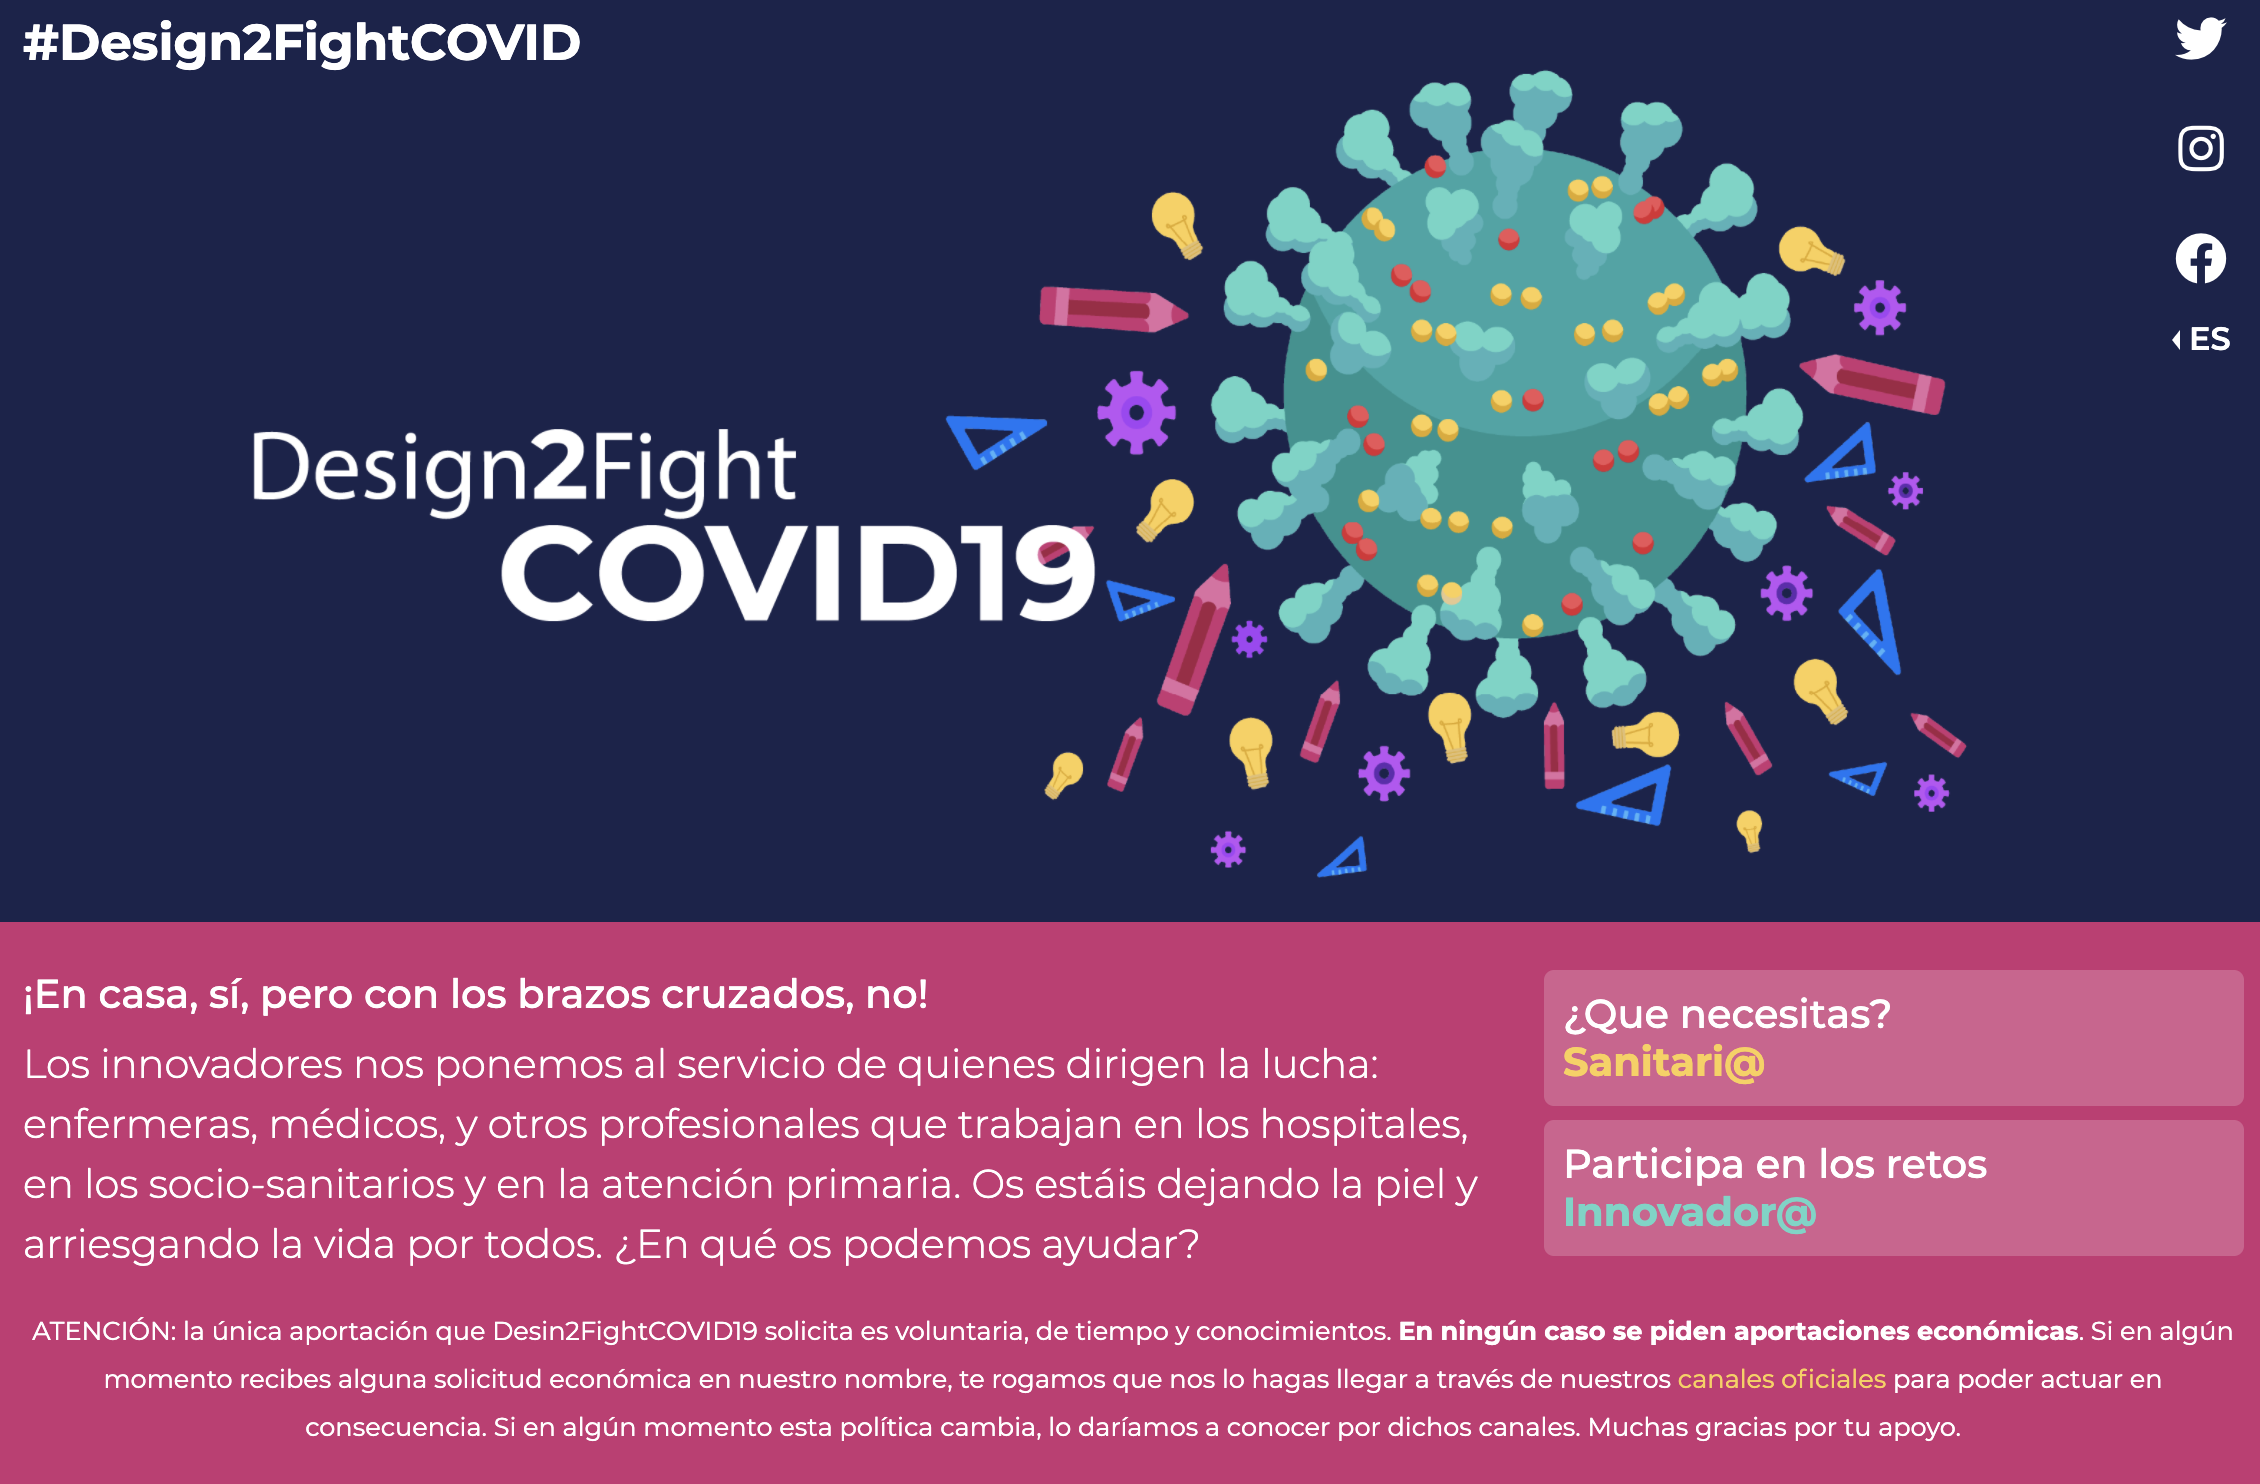 #Design2FightCOVID
ES
Design2Fight
COVID19
¡En casa, sí, pero con los brazos cruzados, no!
Los innovadores nos ponemos al servicio de quienes dirigen la lucha:
enfermeras, médicos, y otros profesionales que trabajan en los hospitales,
en los socio-sanitarios y en la atención primaria. Os estáis dejando la piel y
arriesgando la vida por todos. ¿En qué os podemos ayudar?
¿Que necesitas?
Sanitari@
Participa en los retos
Innovador@
ATENCIÓN: la única aportación que Desin2FightCOVID19 solicita es voluntaria, de tiempo y conocimientos. En ningún caso se piden aportaciones económicas. Si en algún
momento recibes alguna solicitud económica en nuestro nombre, te rogamos que nos lo hagas llegar a través de nuestros canales oficiales para poder actuar en
consecuencia. Si en algún momento esta política cambia, lo daríamos a conocer por dichos canales. Muchas gracias por tu apoyo.